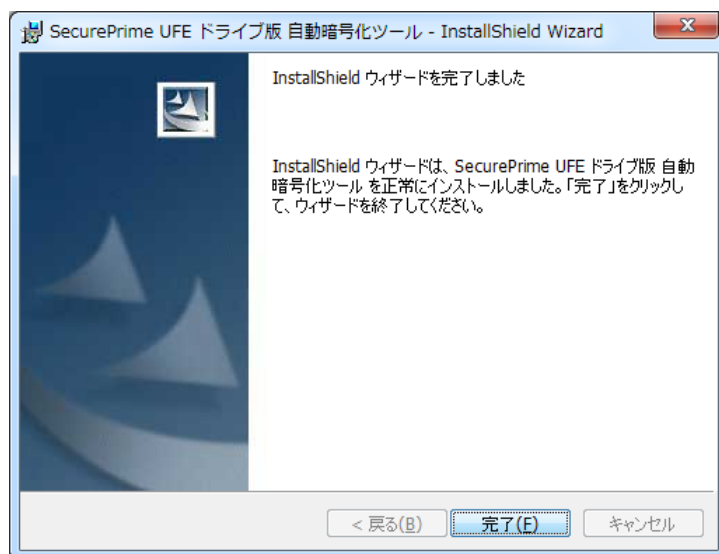 SecurePrime UFE ドライブ版 自動暗号化ツール - InstallShield Wizard
InstallShield ウィザードを完了しました
InstallShield ウィザードは、SecurePrime UFE ドライブ版 自動
暗号化ツール を正常にインストールしました。「完了」をクリックし
て、ウィザードを終了してください。
< 戻る(B) 完了(F) キャンセル